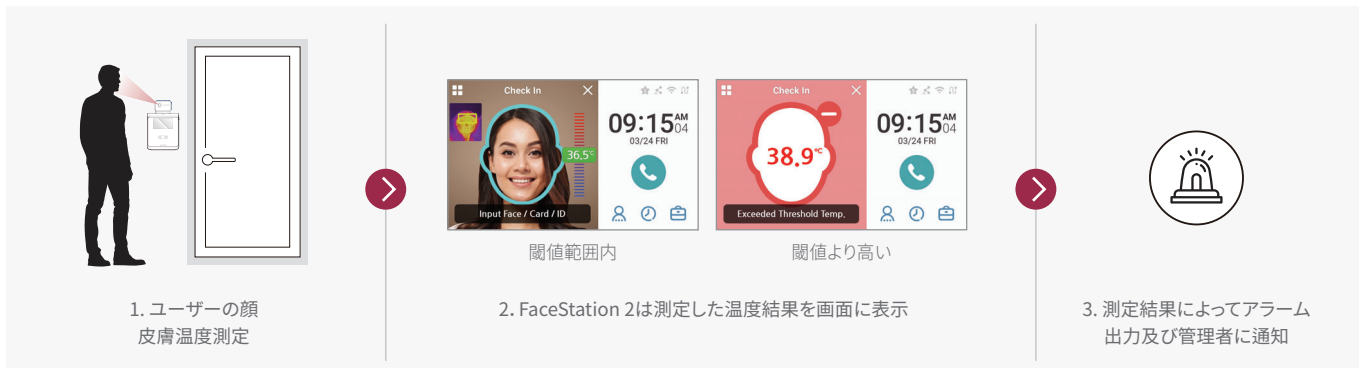 Check In
36.5℃
Input Face / Card / ID
09:15AM
04
03/24 FRI
閾値範囲内
Check In
38.9℃
Exceeded Threshold Temp.
09:15AM
04
03/24 FRI
閾値より高い
1. ユーザーの顔
皮膚温度測定
2. FaceStation 2は測定した温度結果を画面に表示
3. 測定結果によってアラーム
出力及び管理者に通知